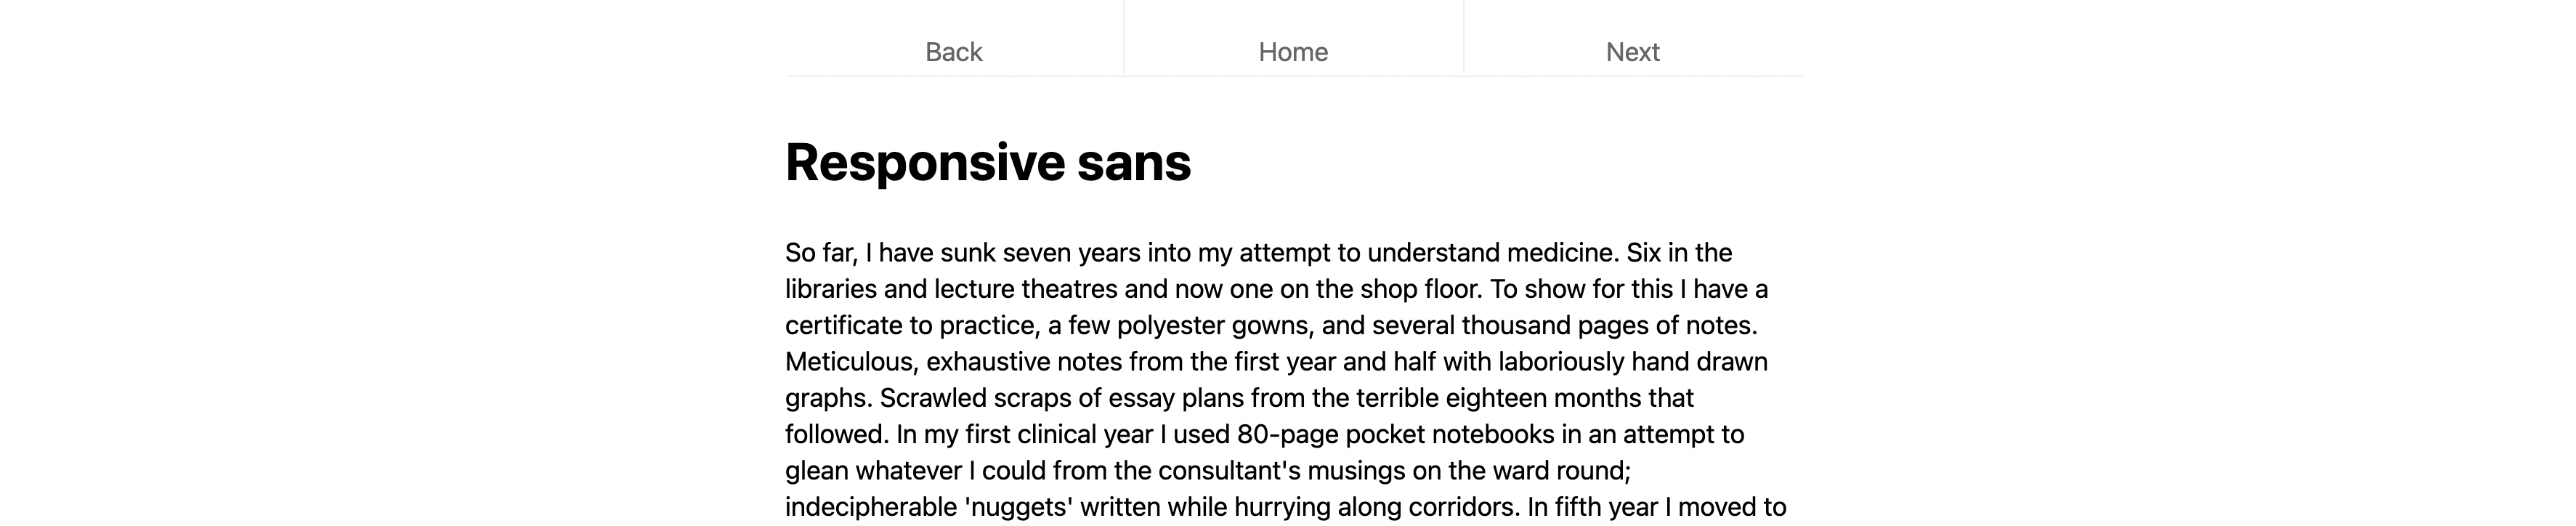 Back Home Next
Responsive sans
So far, I have sunk seven years into my attempt to understand medicine. Six in the
libraries and lecture theatres and now one on the shop floor. To show for this I have a
certificate to practice, a few polyester gowns, and several thousand pages of notes.
Meticulous, exhaustive notes from the first year and half with laboriously hand drawn
graphs. Scrawled scraps of essay plans from the terrible eighteen months that
followed. In my first clinical year I used 80-page pocket notebooks in an attempt to
glean whatever I could from the consultant's musings on the ward round;
indecipherable 'nuggets' written while hurrying along corridors. In fifth year I moved to